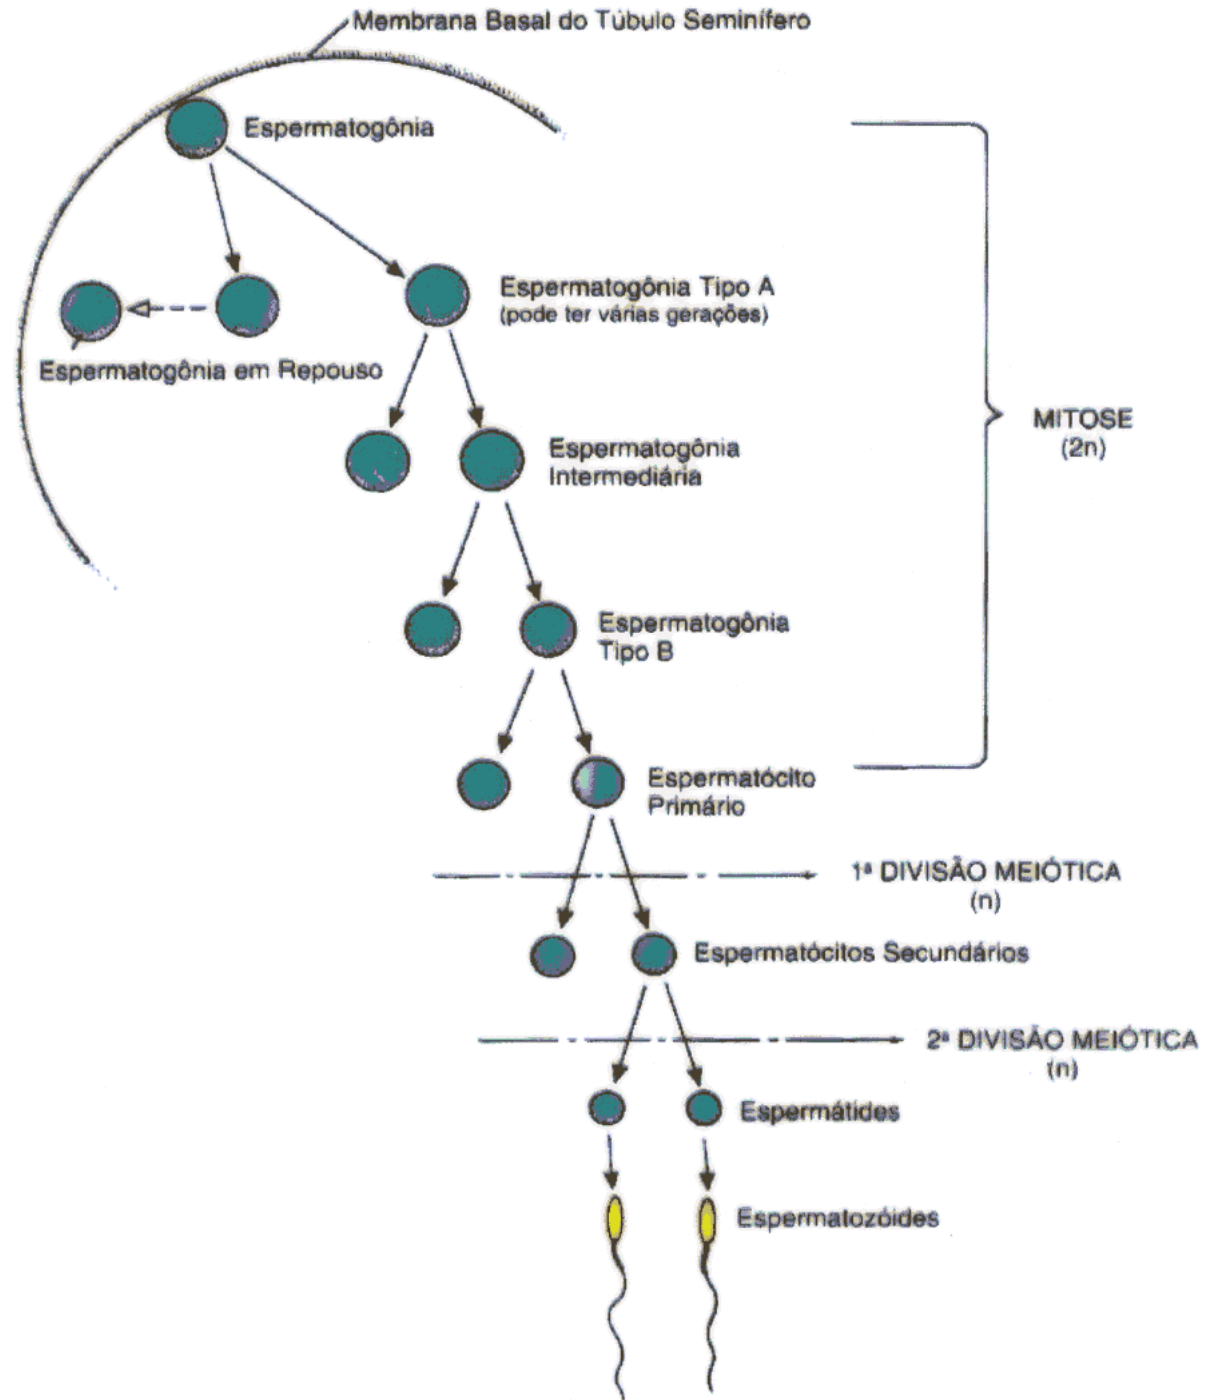 Membrana Basal do Túbulo Seminífero
Espermatogônia
Espermatogônia Tipo A
(pode ter várias gerações)
Espermatogônia em Repouso
MITOSE
(2n)
Espermatogônia
Intermediária
Espermatogônia
Tipo B
Espermatócito
Primário
1ª DIVISÃO MEIÓTICA
(n)
Espermatócitos Secundários
2ª DIVISÃO MEIÓTICA
(n)
Espermátides
Espermatozóides